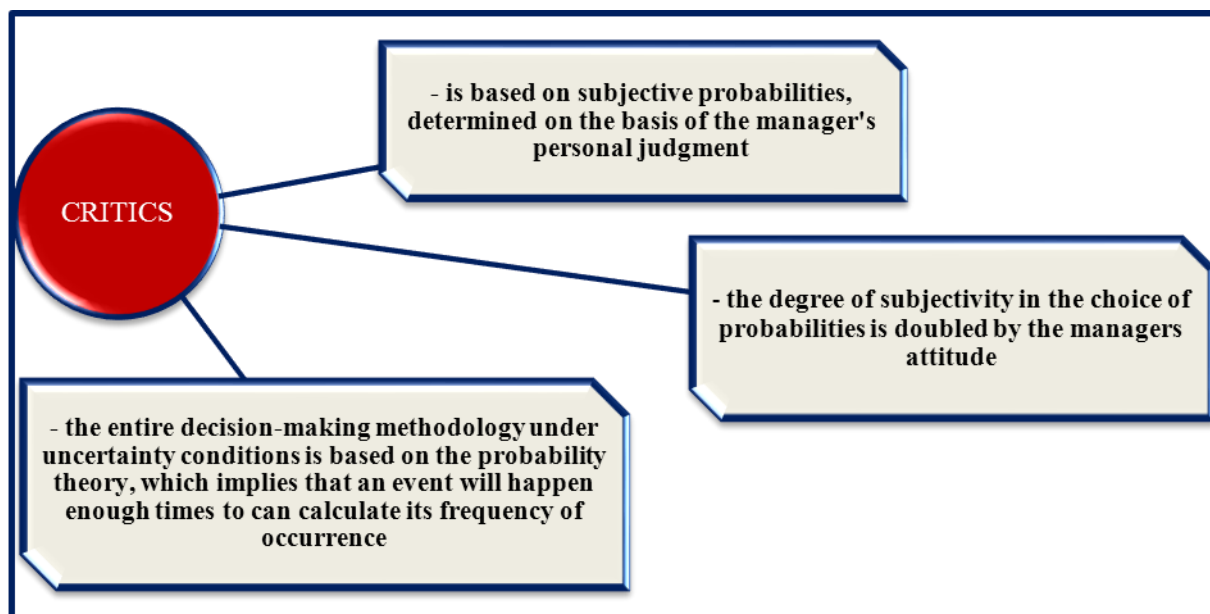 - is based on subjective probabilities,
determined on the basis of the manager's
personal judgment
CRITICS
- the degree of subjectivity in the choice of
probabilities is doubled by the managers
attitude
- the entire decision-making methodology under
uncertainty conditions is based on the probability
theory, which implies that an event will happen
enough times to can calculate its frequency of
occurrence